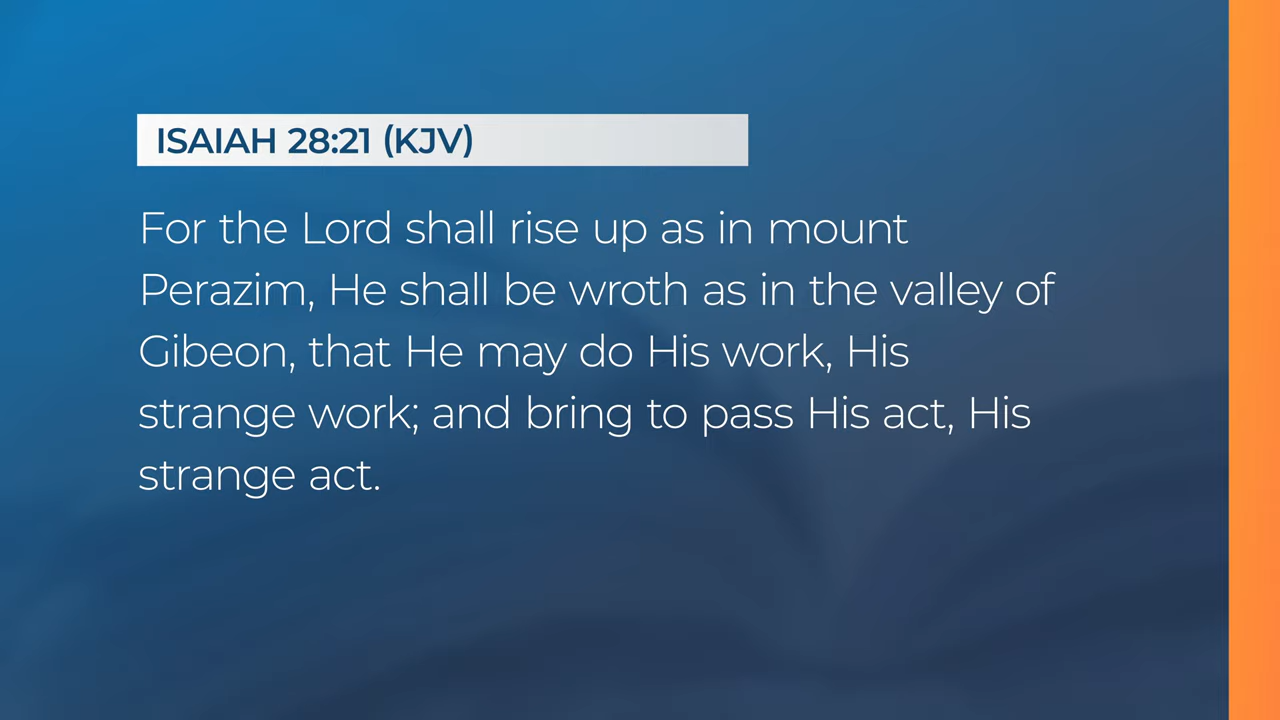 ISAIAH 28:21 (KJV)
For the Lord shall rise up as in mount
Perazim, He shall be wroth as in the valley of
Gibeon, that He may do His work, His
strange work; and bring to pass His act, His
strange act.